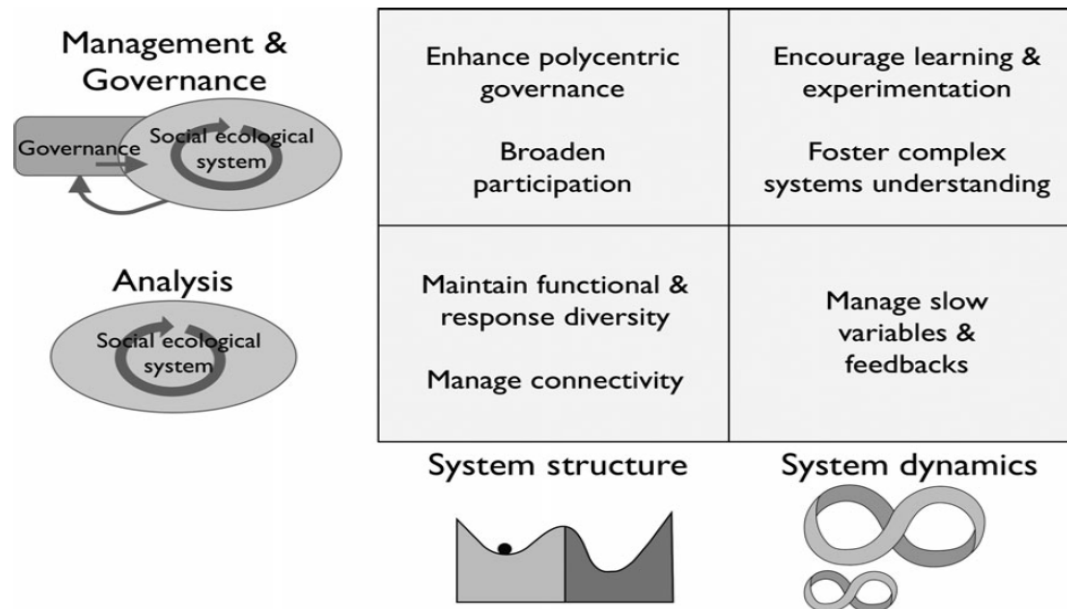 Management &
Governance
Governance
Social ecological
system
Enhance polycentric
governance
Broaden
participation
Encourage learning &
experimentation
Foster complex
systems understanding
Analysis
Social ecological
system
Maintain functional &
response diversity
Manage connectivity
Manage slow
variables &
feedbacks
System structure
System dynamics